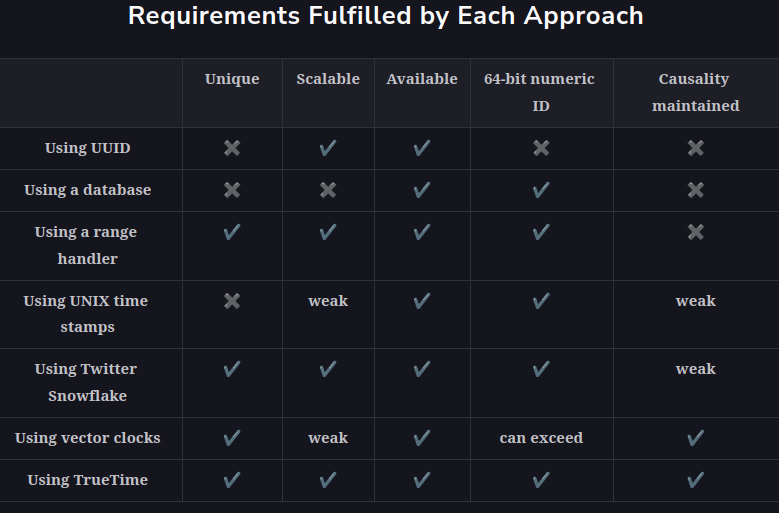 Requirements Fulfilled by Each Approach
Unique Scalable Available 64-bit numeric ID Causality maintained
Using UUID ✖ ✔ ✔ ✖ ✖
Using a database ✖ ✖ ✔ ✔ ✖
Using a range handler ✔ ✔ ✔ ✔ ✖
Using UNIX time stamps ✖ weak ✔ ✔ weak
Using Twitter Snowflake ✔ ✔ ✔ ✔ weak
Using vector clocks ✔ weak ✔ can exceed ✔
Using TrueTime ✔ ✔ ✔ ✔ ✔